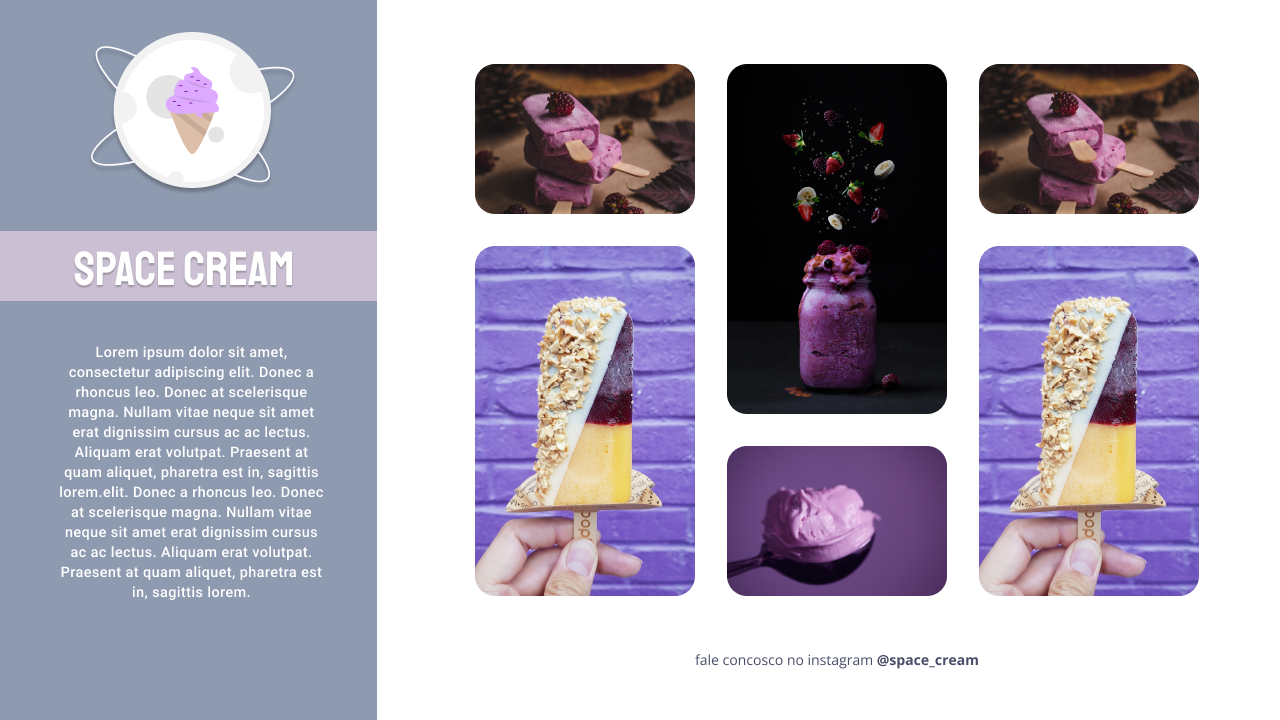 SPACE CREAM
Lorem ipsum dolor sit amet,
consectetur adipiscing elit. Donec a
rhoncus leo. Donec at scelerisque
magna. Nullam vitae neque sit amet
erat dignissim cursus ac ac lectus.
Aliquam erat volutpat. Praesent at
quam aliquet, pharetra est in, sagittis
lorem.elit. Donec a rhoncus leo. Donec
at scelerisque magna. Nullam vitae
neque sit amet erat dignissim cursus
ac ac lectus. Aliquam erat volutpat.
Praesent at quam aliquet, pharetra est
in, sagittis lorem.
fale concosco no instagram @space_cream